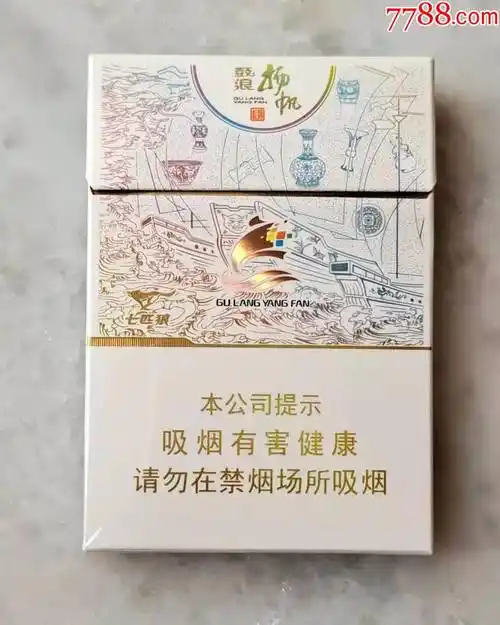 7788.com
鼓浪
扬帆
GU LANG
YANG FAN
GU LANG YANG FAN
七匹狼
本公司提示
吸烟有害健康
请勿在禁烟场所吸烟